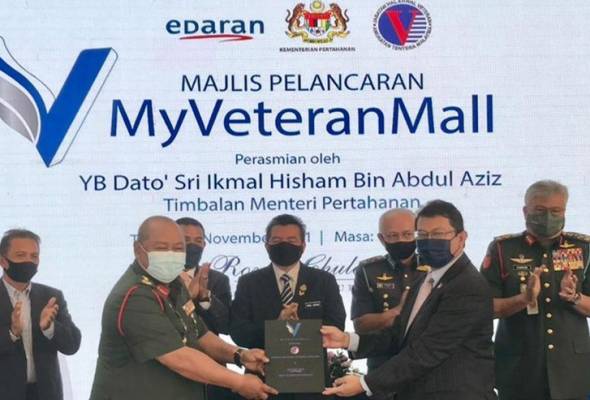 eDARAN
KEMENTERIAN PERTAHANAN
MAJLIS PELANCARAN
MyVeteranMall
Perasmian oleh
YB Dato' Sri Ikmal Hisham Bin Abdul Aziz
Timbalan Menteri Pertahanan
November 1 | Masa: